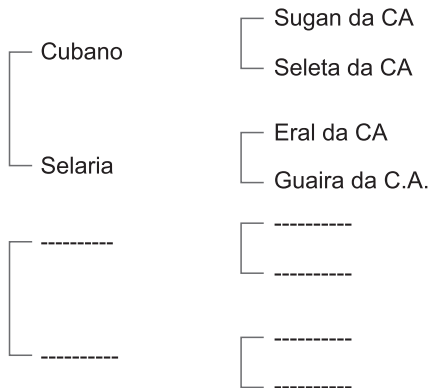 Sugan da CA
Cubano
Seleta da CA
Eral da CA
Selaria
Guaira da C.A.
----------
----------
----------
----------
----------
----------